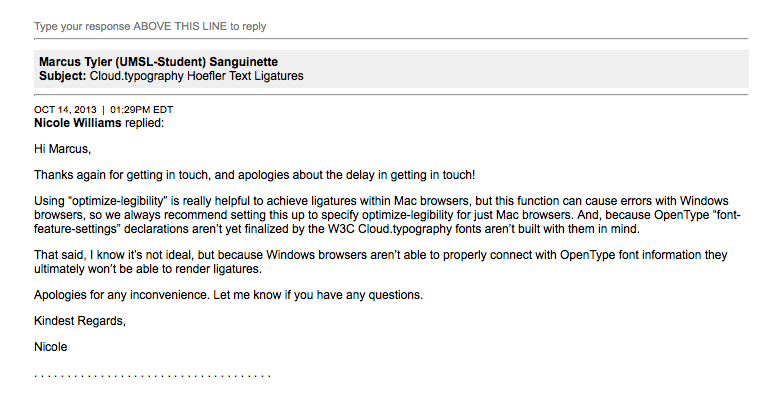 Type your response ABOVE THIS LINE to reply
Marcus Tyler (UMSL-Student) Sanguinette
Subject: Cloud.typography Hoefler Text Ligatures
OCT 14, 2013 | 01:29PM EDT
Nicole Williams replied:
Hi Marcus,
Thanks again for getting in touch, and apologies about the delay in getting in touch!
Using “optimize-legibility” is really helpful to achieve ligatures within Mac browsers, but this function can cause errors with Windows
browsers, so we always recommend setting this up to specify optimize-legibility for just Mac browsers. And, because OpenType “font-
feature-settings” declarations aren’t yet finalized by the W3C Cloud.typography fonts aren’t built with them in mind.
That said, I know it’s not ideal, but because Windows browsers aren’t able to properly connect with OpenType font information they
ultimately won’t be able to render ligatures.
Apologies for any inconvenience. Let me know if you have any questions.
Kindest Regards,
Nicole
. . . . . . . . . . . . . . . . . . . . . . . . . . . . . . . . . . . .